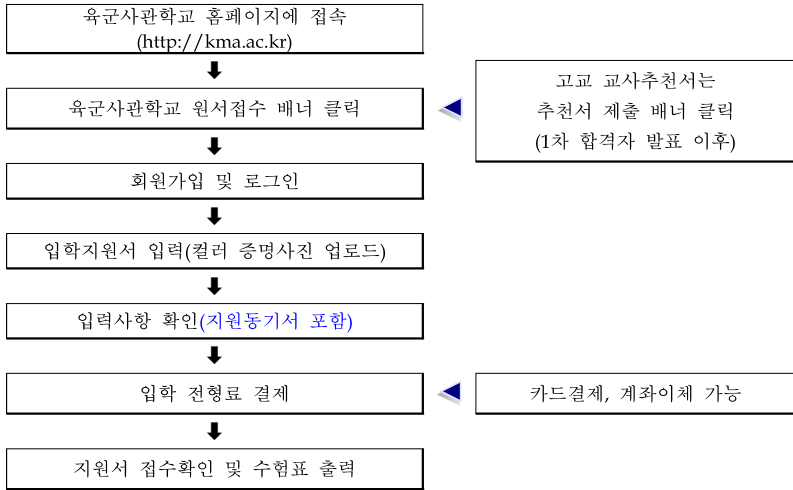 육군사관학교 홈페이지에 접속
(http://kma.ac.kr)
육군사관학교 원서접수 배너 클릭
고교 교사추천서는
추천서 제출 배너 클릭
(1차 합격자 발표 이후)
회원가입 및 로그인
입학지원서 입력(컬러 증명사진 업로드)
입력사항 확인(지원동기서 포함)
입학 전형료 결제
카드결제, 계좌이체 가능
지원서 접수확인 및 수험표 출력